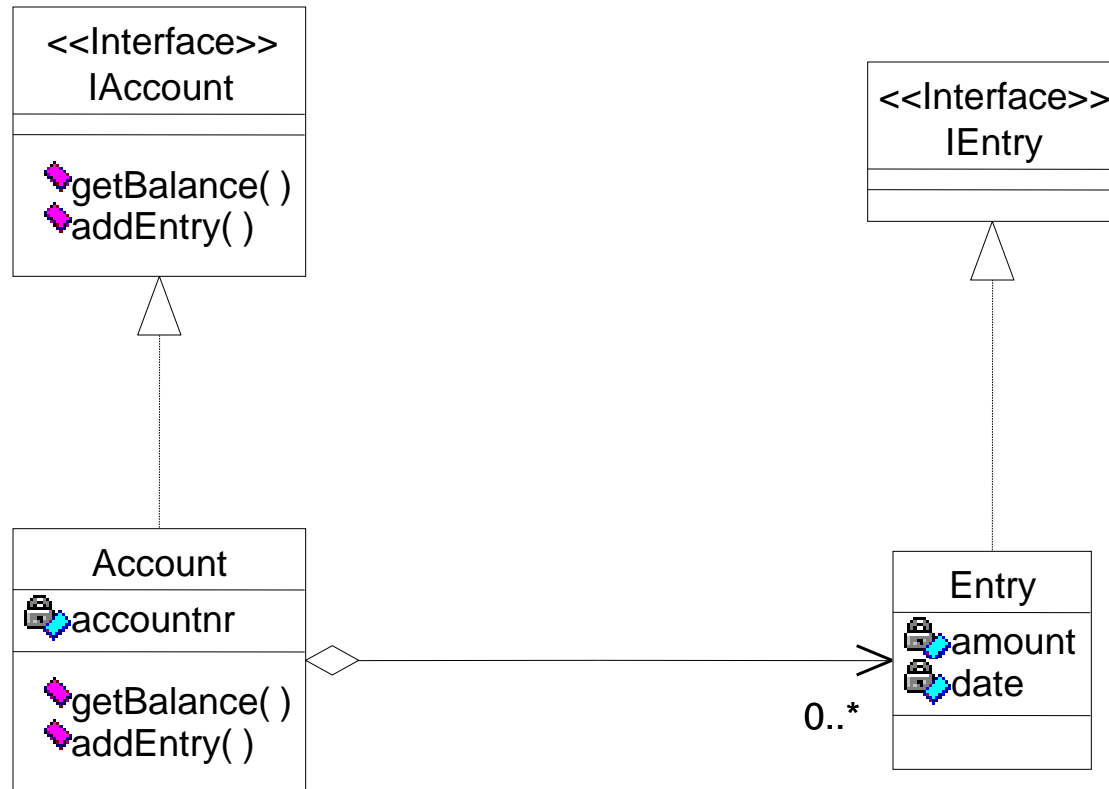 <<Interface>>
IAccount
getBalance( )
addEntry( )
<<Interface>>
IEntry
Account
accountnr
getBalance( )
addEntry( )
Entry
amount
date
0..*